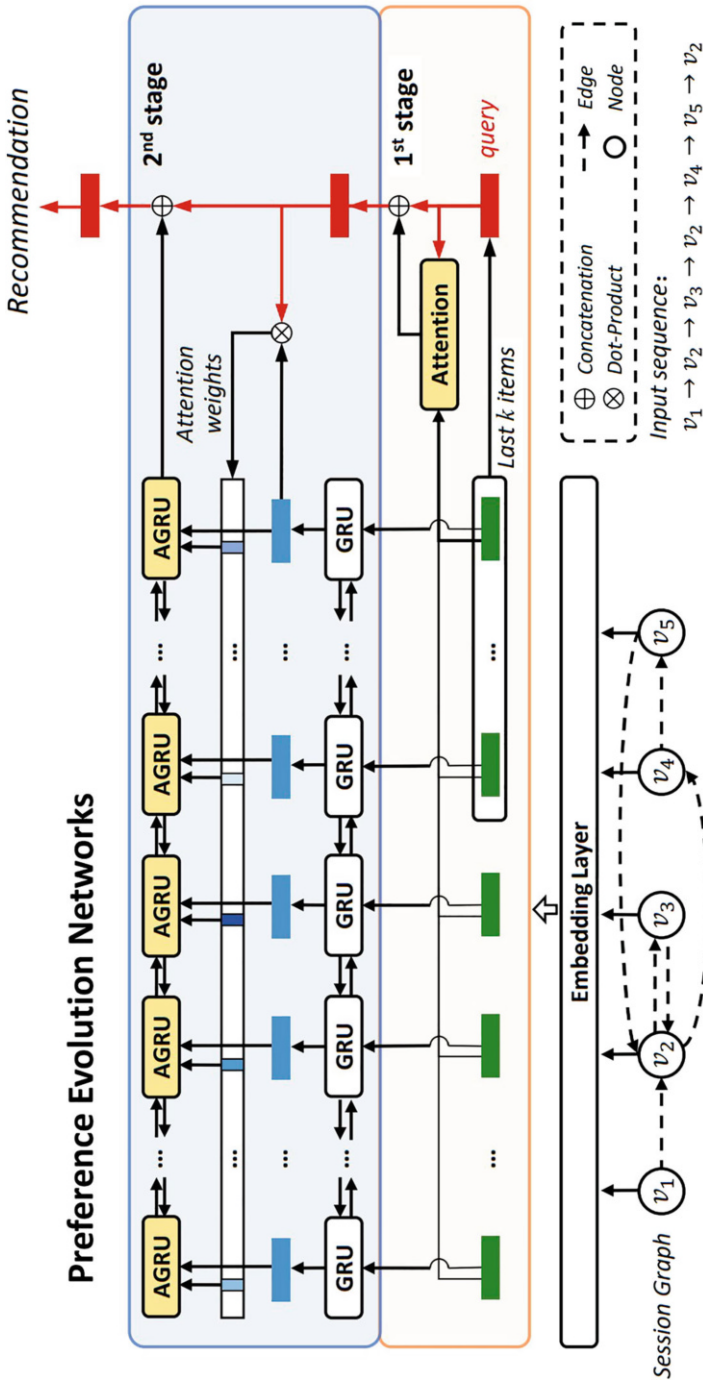 Preference Evolution Networks
Recommendation
AGRU
...
AGRU
AGRU
AGRU
...
AGRU
2nd stage
...
...
Attention
weights
...
...
GRU
...
GRU
GRU
GRU
...
GRU
1st stage
Attention
...
...
Last k items
query
Embedding Layer
Session Graph
v1
v2
v3
v4
v5
⊕ Concatenation
Edge
⊗ Dot-Product
Node
Input sequence:
v1 → v2 → v3 → v2 → v4 → v5 → v2